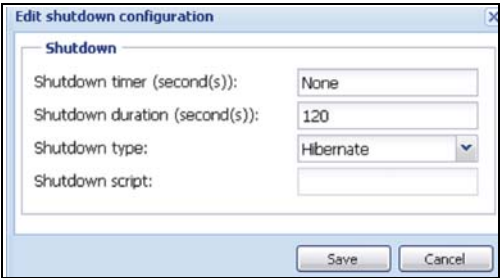 Edit shutdown configuration
Shutdown
Shutdown timer (second(s)): None
Shutdown duration (second(s)): 120
Shutdown type: Hibernate
Shutdown script:
Save Cancel